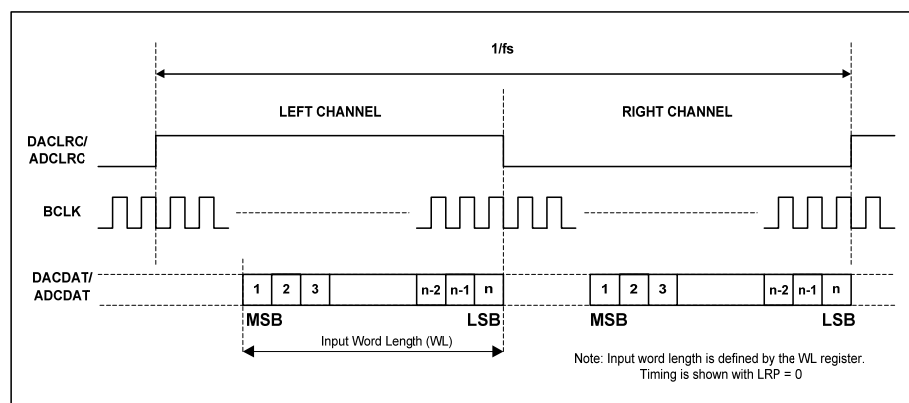 1/fs
LEFT CHANNEL
RIGHT CHANNEL
DACLRC/
ADCLRC
BCLK
DACDAT/
ADCDAT
1 2 3 n-2 n-1 n
1 2 3 n-2 n-1 n
MSB LSB
MSB LSB
Input Word Length (WL)
Note: Input word length is defined by the WL register.
Timing is shown with LRP = 0